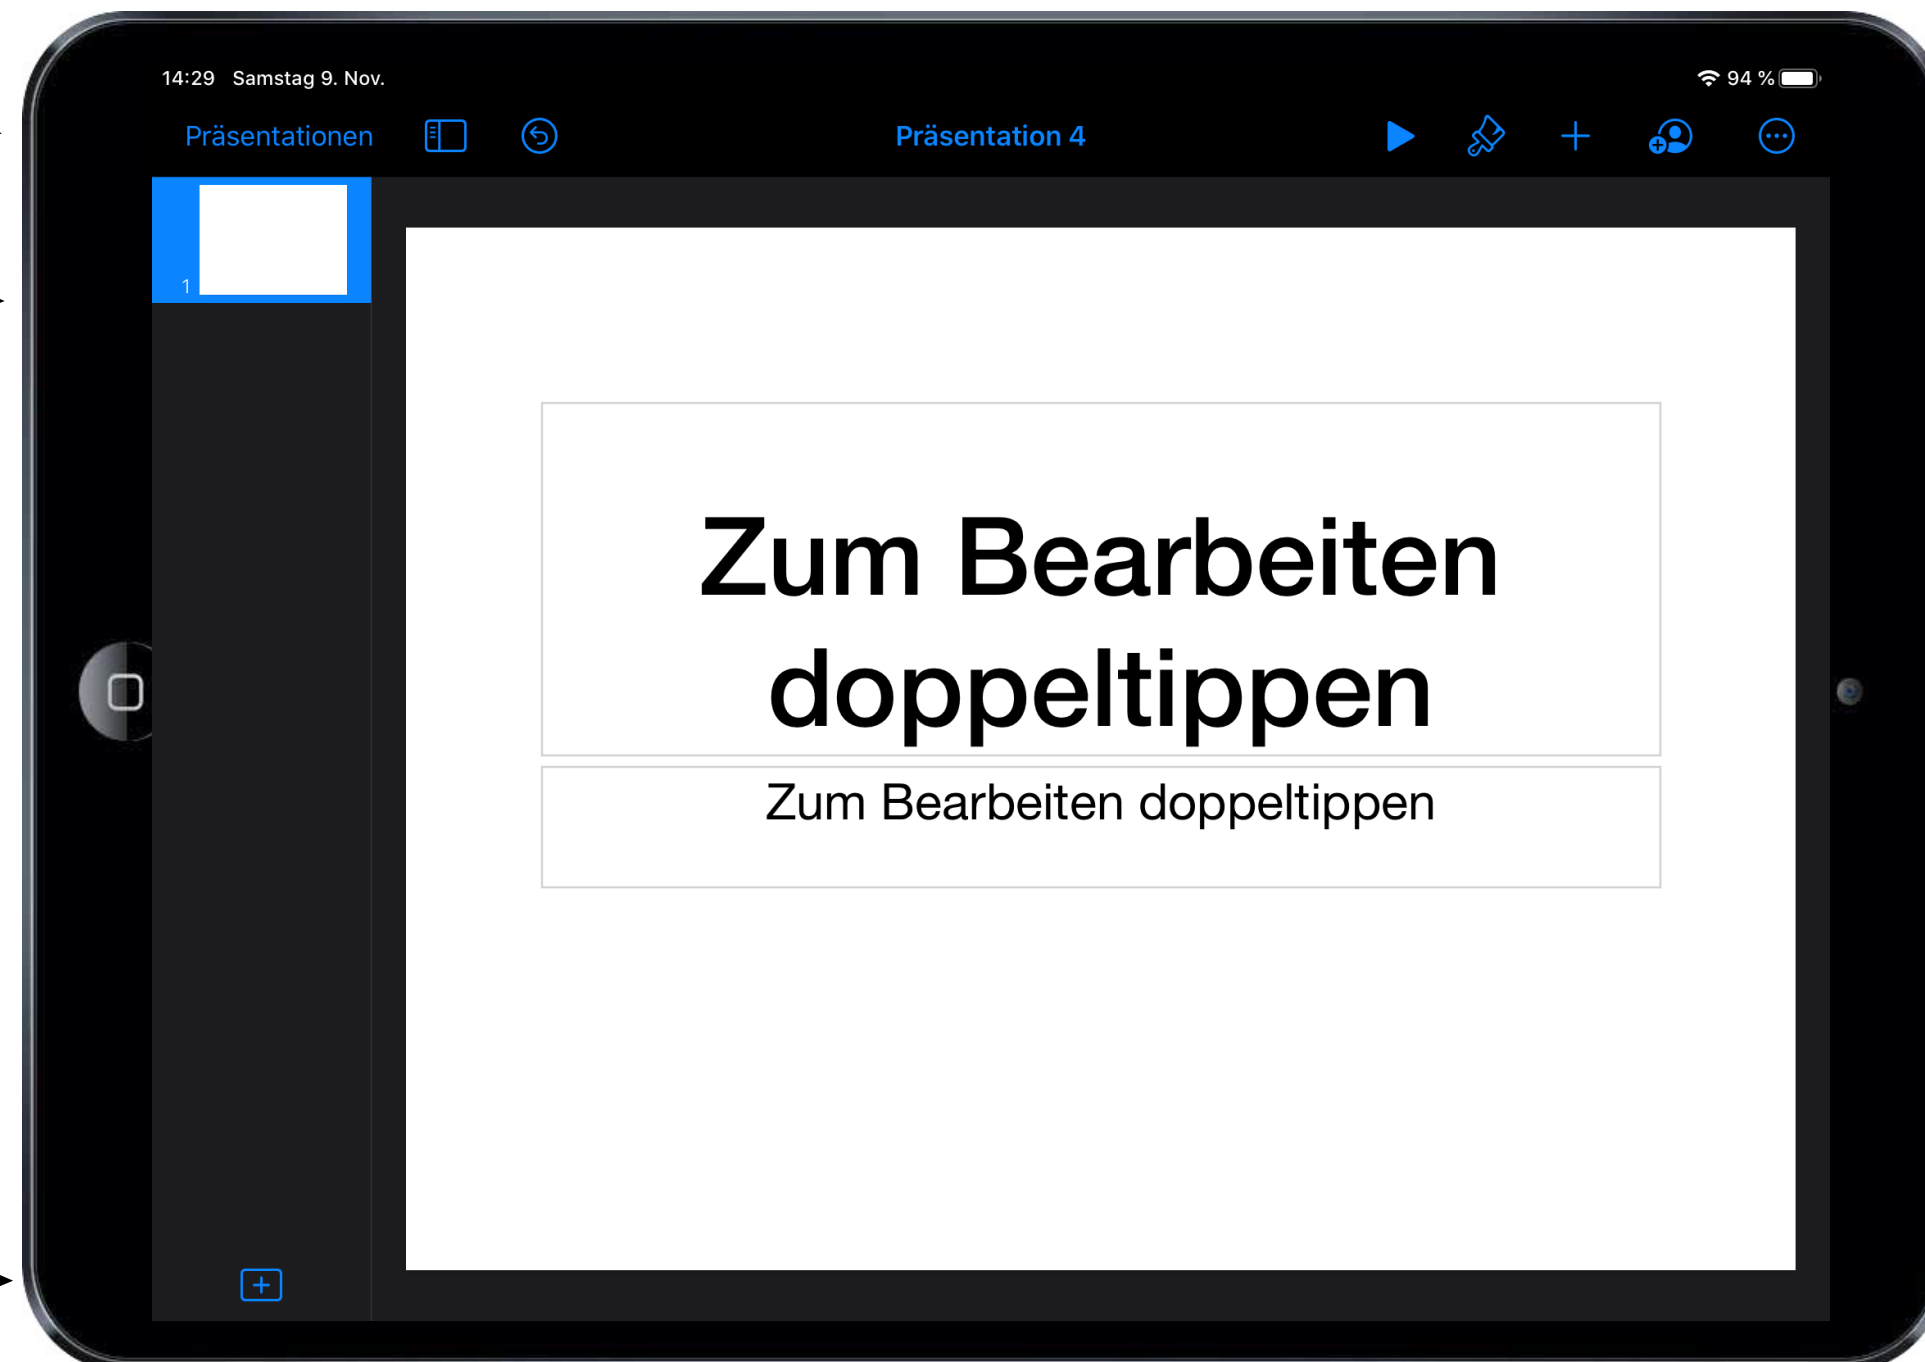 14:29 Samstag 9. Nov. 94 %
Präsentationen Präsentation 4
1
Zum Bearbeiten
doppeltippen
Zum Bearbeiten doppeltippen